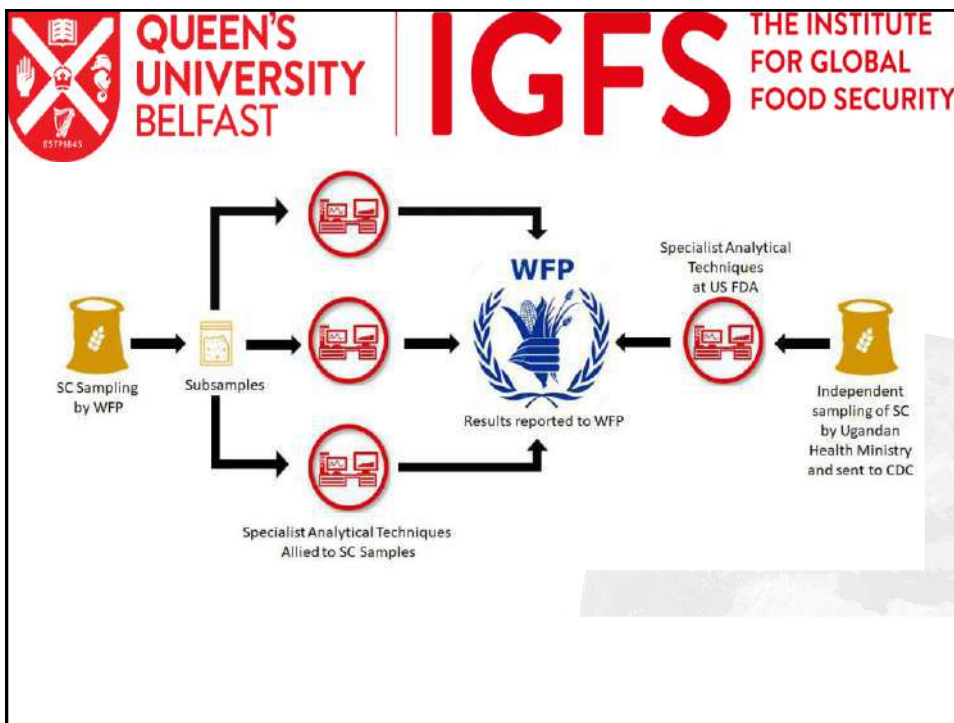 QUEEN'S
UNIVERSITY
BELFAST
ESTD1845
IGFS
THE INSTITUTE
FOR GLOBAL
FOOD SECURITY
WFP
Specialist Analytical
Techniques
at US FDA
SC Sampling
by WFP
Subsamples
Results reported to WFP
Independent
sampling of SC
by Ugandan
Health Ministry
and sent to CDC
Specialist Analytical Techniques
Allied to SC Samples